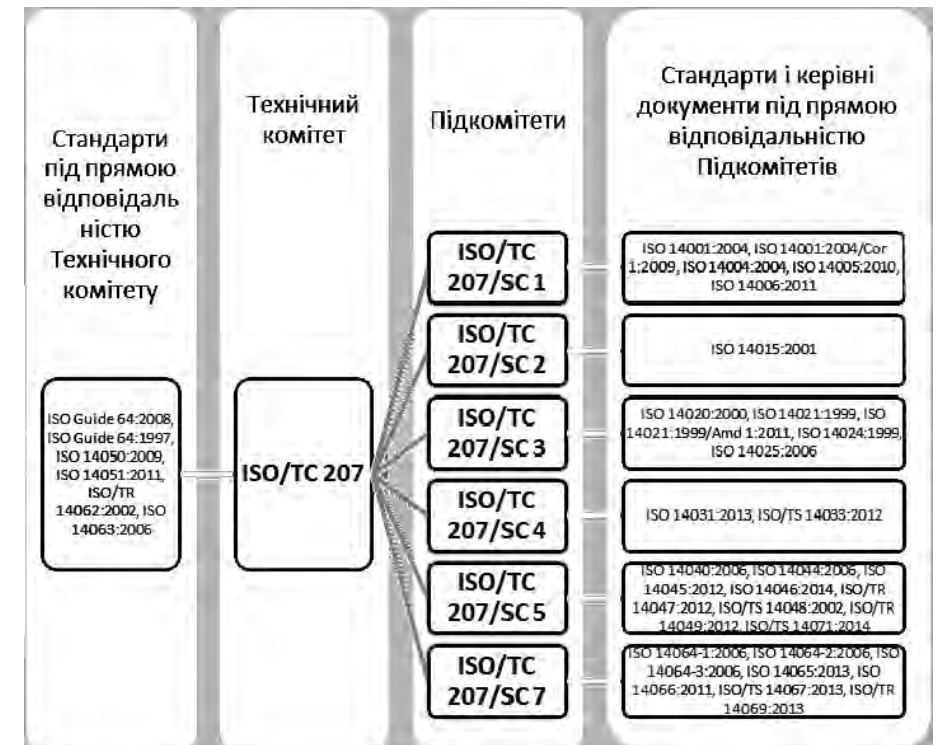 Стандарти
під прямою
відповідаль
ністю
Технічного
комітету
ISO Guide 64:2008,
ISO Guide 64:1997,
ISO 14050:2009,
ISO 14051:2011,
ISO/TR
14062:2002, ISO
14063:2006
Технічний
комітет
ISO/TC 207
Підкомітети
ISO/TC
207/SC 1
ISO/TC
207/SC 2
ISO/TC
207/SC 3
ISO/TC
207/SC 4
ISO/TC
207/SC 5
ISO/TC
207/SC 7
Стандарти і керівні
документи під прямою
відповідальністю
Підкомітетів
ISO 14001:2004, ISO 14001:2004/Cor
1:2009, ISO 14004:2004, ISO 14005:2010,
ISO 14006:2011
ISO 14015:2001
ISO 14020:2000, ISO 14021:1999, ISO
14021:1999/Amd 1:2011, ISO 14024:1999,
ISO 14025:2006
ISO 14031:2013, ISO/TS 14033:2012
ISO 14040:2006, ISO 14044:2006, ISO
14045:2012, ISO 14046:2014, ISO/TR
14047:2012, ISO/TS 14048:2002, ISO/TR
14049:2012, ISO/TS 14071:2014
ISO 14064-1:2006, ISO 14064-2:2006, ISO
14064-3:2006, ISO 14065:2013, ISO
14066:2011, ISO/TS 14067:2013, ISO/TR
14069:2013